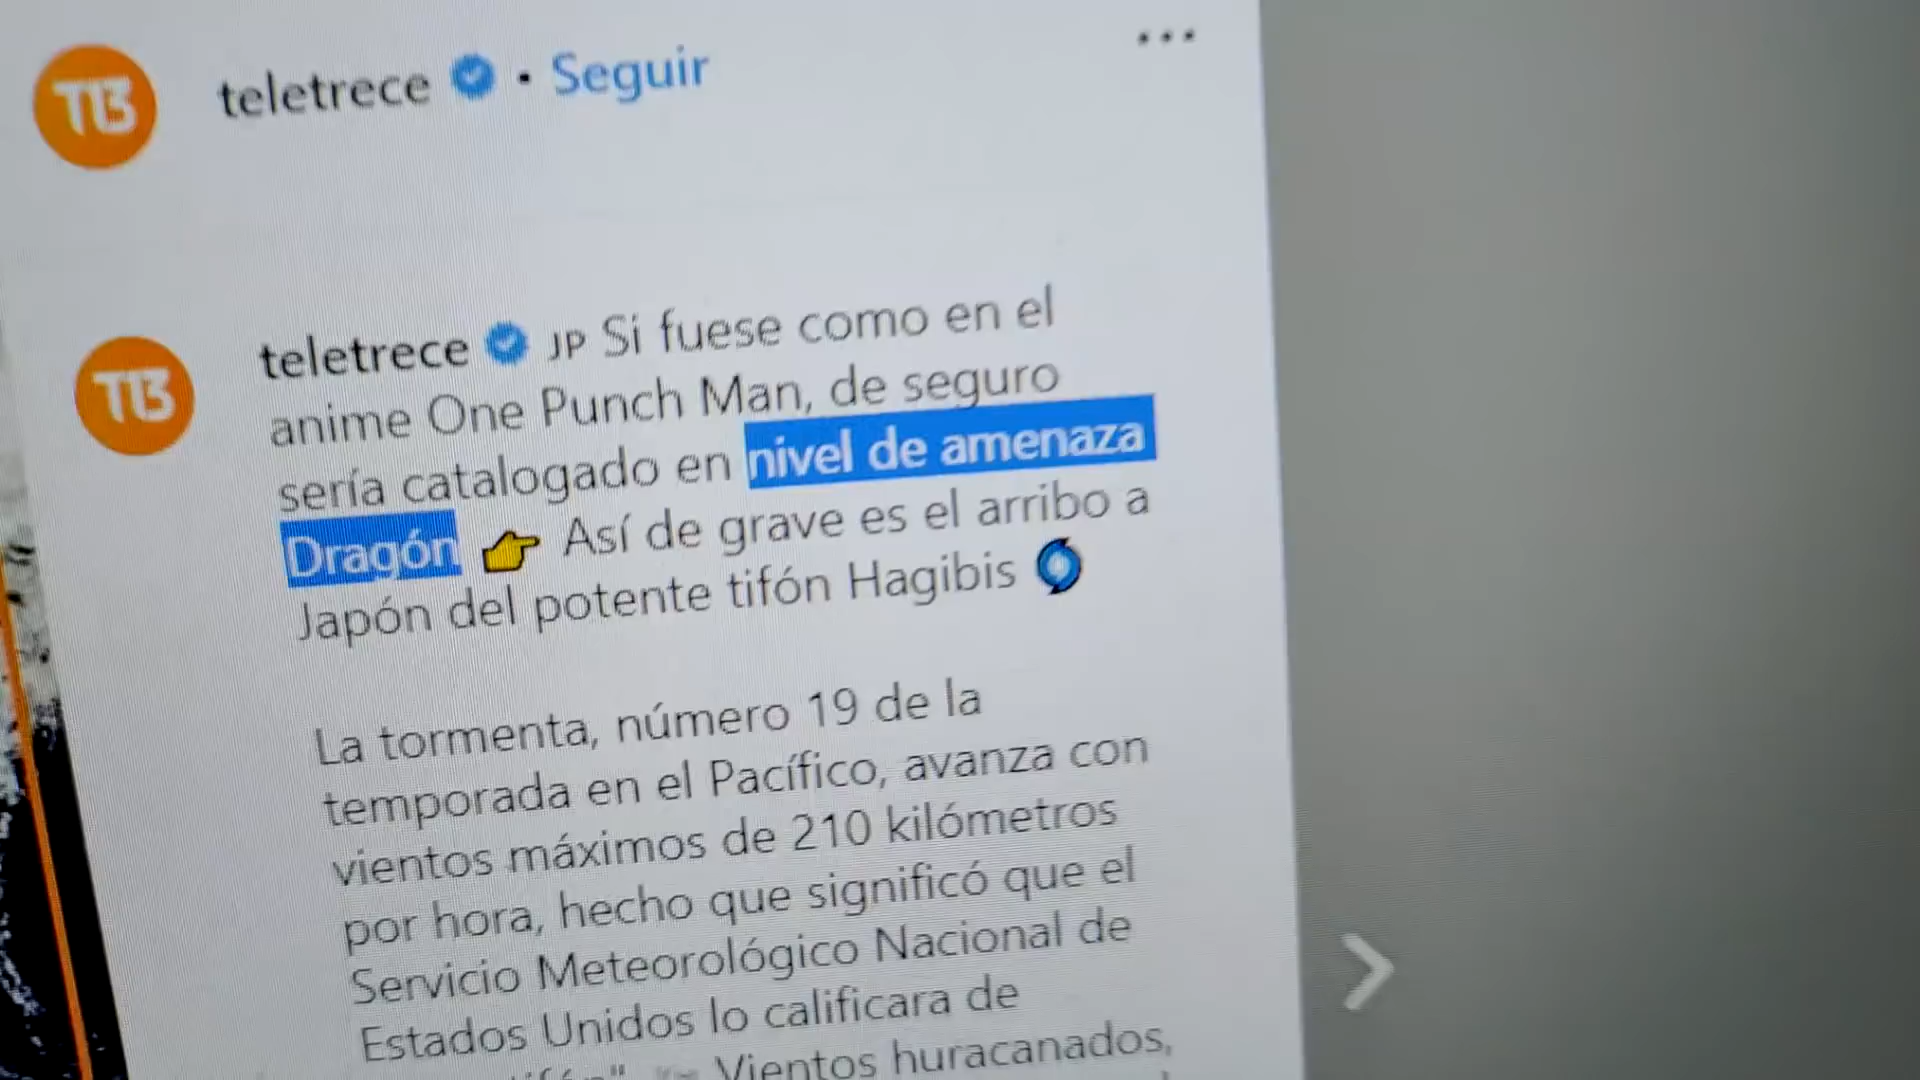 T13
teletrece • Seguir
T13
teletrece JP Si fuese como en el
anime One Punch Man, de seguro
sería catalogado en nivel de amenaza
Dragón 👉 Así de grave es el arribo a
Japón del potente tifón Hagibis 🌀
La tormenta, número 19 de la
temporada en el Pacífico, avanza con
vientos máximos de 210 kilómetros
por hora, hecho que significó que el
Servicio Meteorológico Nacional de
Estados Unidos lo calificara de
Vientos huracanados,